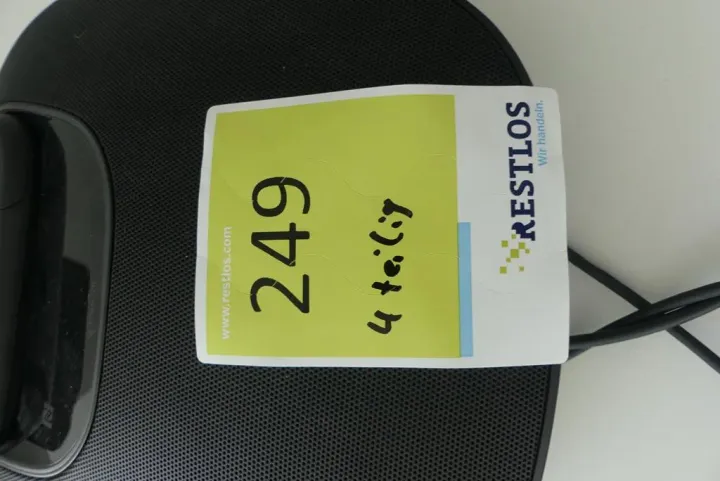 RESTLOS
Wir handeln.
4 teilig
249
www.restlos.com